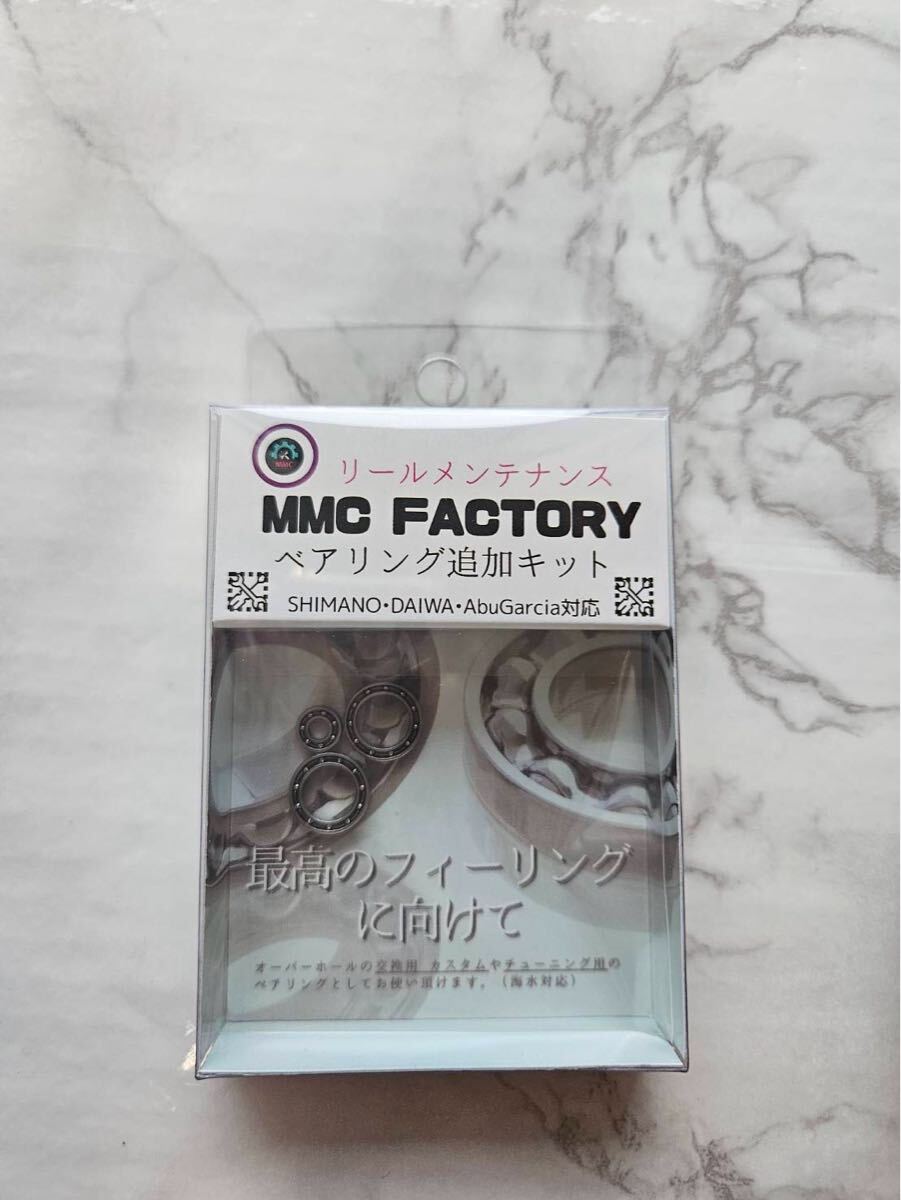 MMC
リールメンテナンス
MMC FACTORY
ベアリング追加キット
SHIMANO・DAIWA・AbuGarcia対応
最高のフィーリング
に向けて
オーバーホールの交換用 カスタムやチューニング用の
ベアリングとしてお使い頂けます。（海水対応）